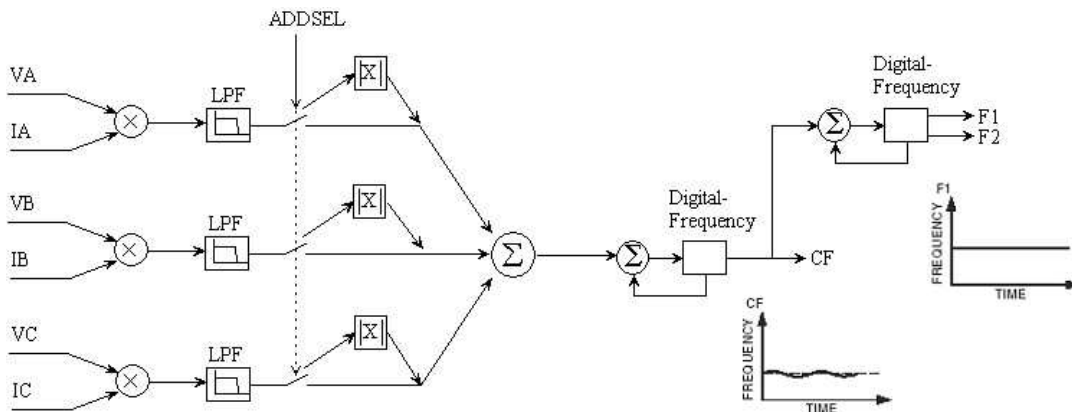 ADDSEL
VA
IA
×
LPF
|X|
VB
IB
×
LPF
|X|
VC
IC
×
LPF
|X|
Σ
Σ
Digital-
Frequency
CF
Σ
Digital-
Frequency
F1
F2
CF
FREQUENCY
TIME
F1
FREQUENCY
TIME